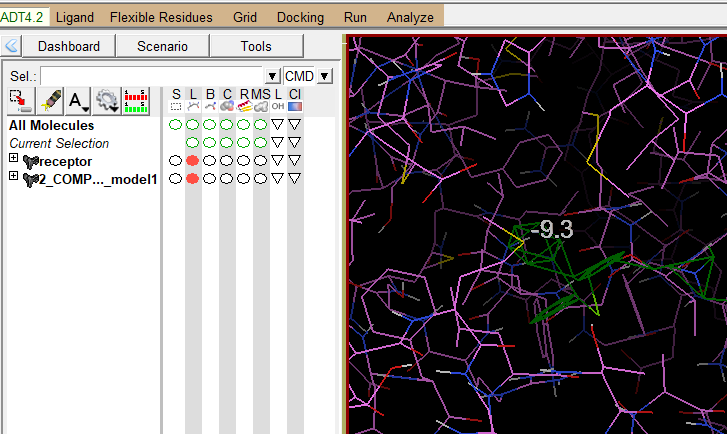 ADT4.2 Ligand Flexible Residues Grid Docking Run Analyze
Dashboard Scenario Tools
Sel.: CMD
A
S L B C R MS L Cl
OH
All Molecules
Current Selection
receptor
2_COMP..._model1
-9.3